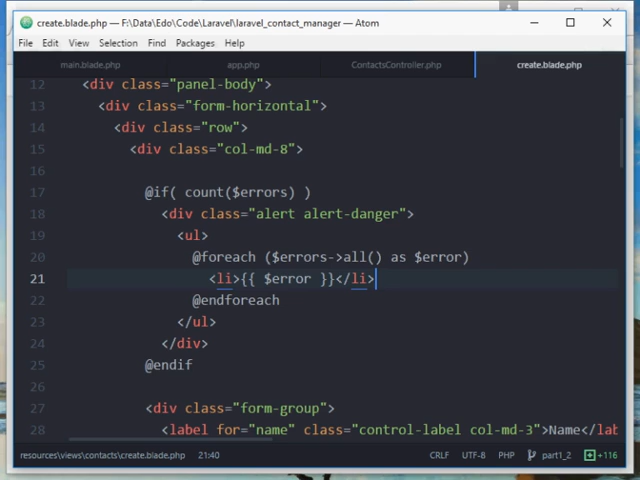 create.blade.php — F:\Data\Edo\Code\Laravel\laravel_contact_manager — Atom
File Edit View Selection Find Packages Help
main.blade.php app.php ContactsController.php create.blade.php
12 <div class="panel-body">
13 <div class="form-horizontal">
14 <div class="row">
15 <div class="col-md-8">
16
17 @if( count($errors) )
18 <div class="alert alert-danger">
19 <ul>
20 @foreach ($errors->all() as $error)
21 <li>{{ $error }}</li>
22 @endforeach
23 </ul>
24 </div>
25 @endif
26
27 <div class="form-group">
28 <label for="name" class="control-label col-md-3">Name</lab
resources\views\contacts\create.blade.php 21:40 CRLF UTF-8 PHP part1_2 +116